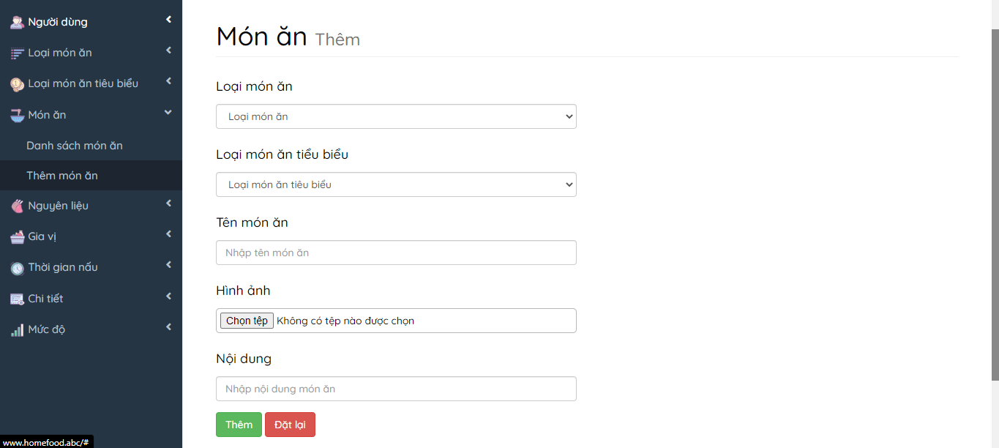 Người dùng
Loại món ăn
Loại món ăn tiêu biểu
Món ăn
Danh sách món ăn
Thêm món ăn
Nguyên liệu
Gia vị
Thời gian nấu
Chi tiết
Mức độ
www.homefood.abc/#
Món ăn Thêm
Loại món ăn
Loại món ăn
Loại món ăn tiểu biểu
Loại món ăn tiêu biểu
Tên món ăn
Nhập tên món ăn
Hình ảnh
Chọn tệp Không có tệp nào được chọn
Nội dung
Nhập nội dung món ăn
Thêm Đặt lại